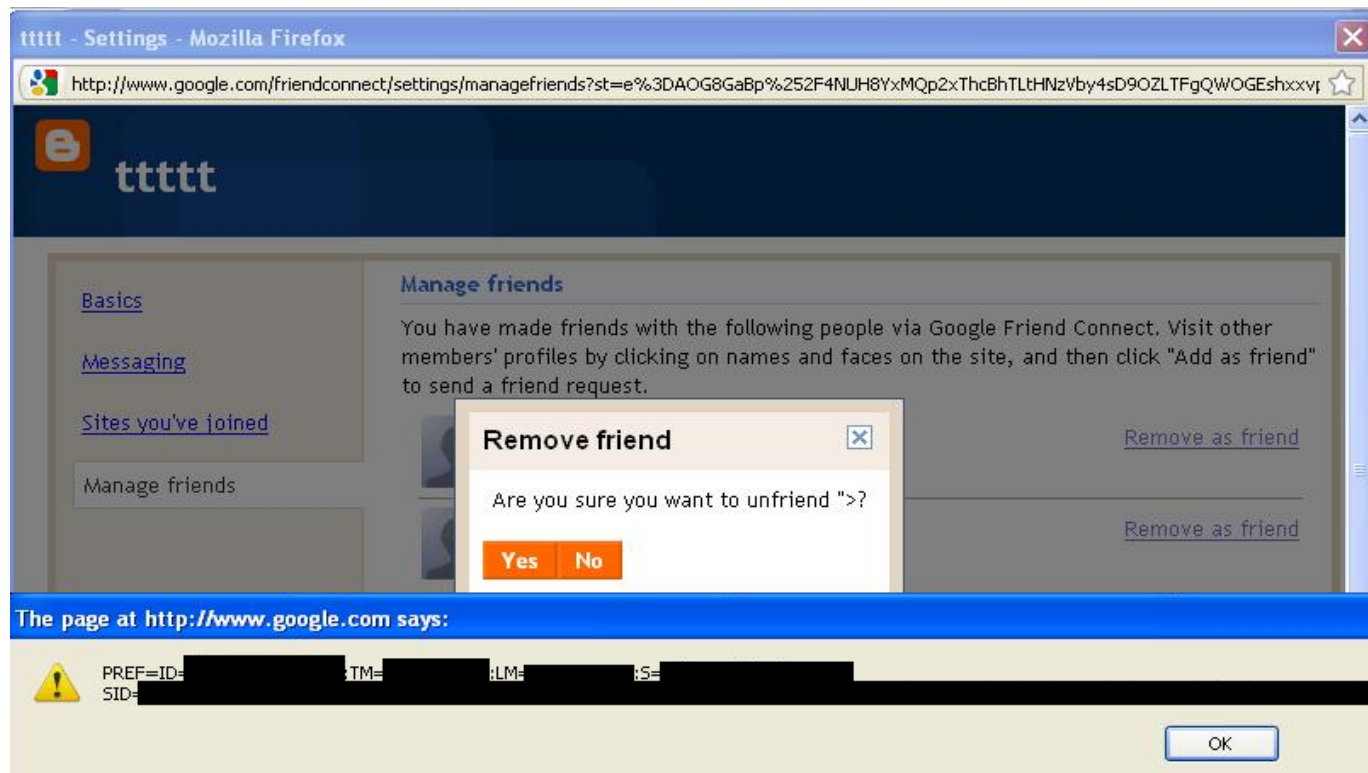 ttttt - Settings - Mozilla Firefox
http://www.google.com/friendconnect/settings/managefriends?st=e%3DAOG8GaBp%252F4NUH8YxMQp2xThcBhTLtHNzVby4sD9OZLTFgQWOGEshxxvp
ttttt
Basics
Messaging
Sites you've joined
Manage friends
Manage friends
You have made friends with the following people via Google Friend Connect. Visit other
members' profiles by clicking on names and faces on the site, and then click "Add as friend"
to send a friend request.
Remove as friend
Remove as friend
Remove friend
Are you sure you want to unfriend ">?
Yes No
The page at http://www.google.com says:
PREF=ID= :TM= :LM= :S=
SID=
OK